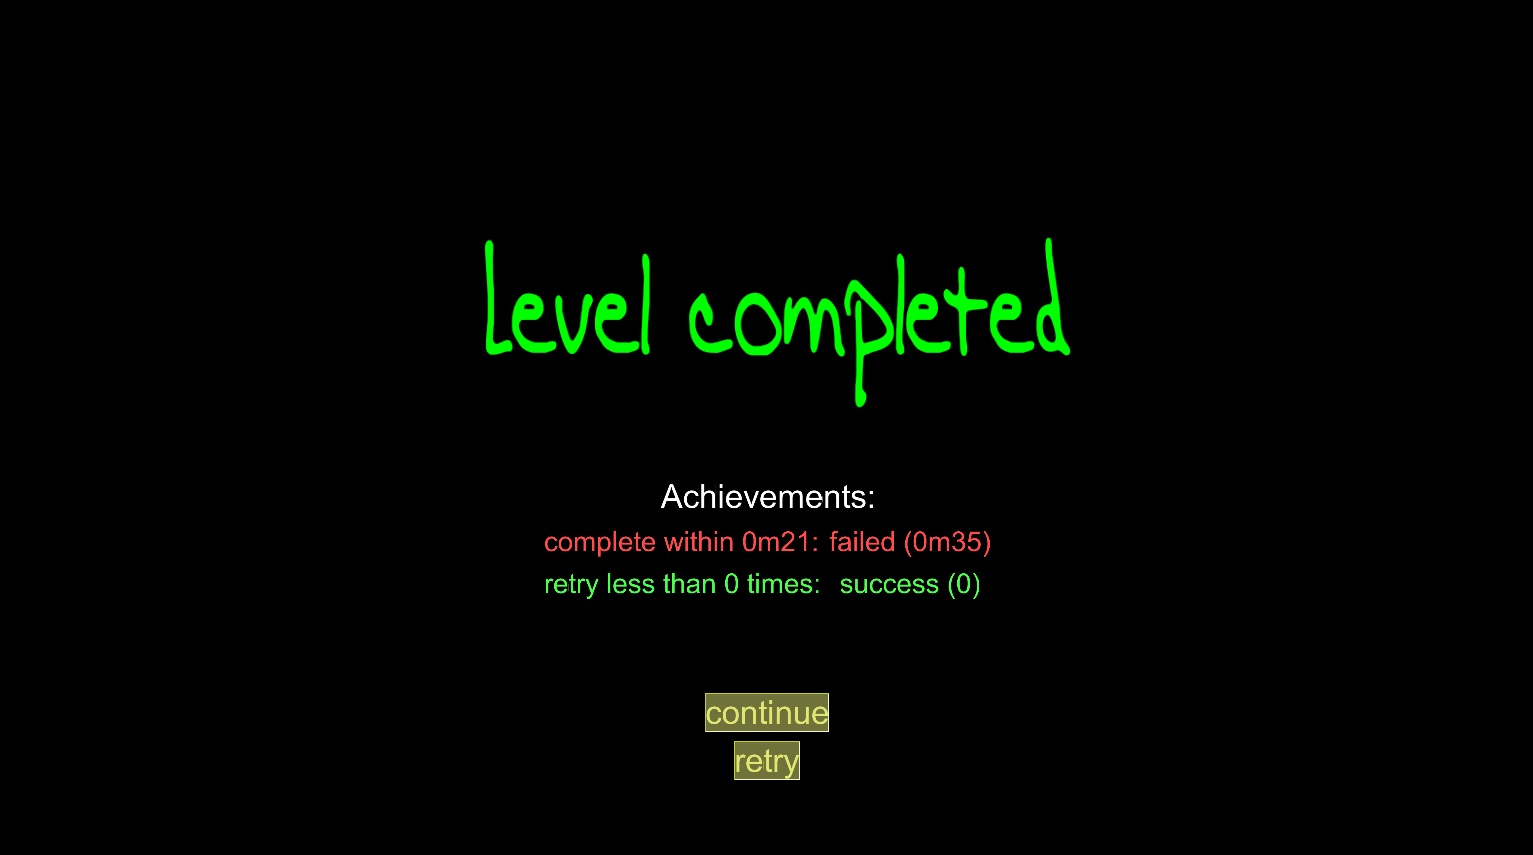 level completed
Achievements:
complete within 0m21: failed (0m35)
retry less than 0 times: success (0)
continue
retry